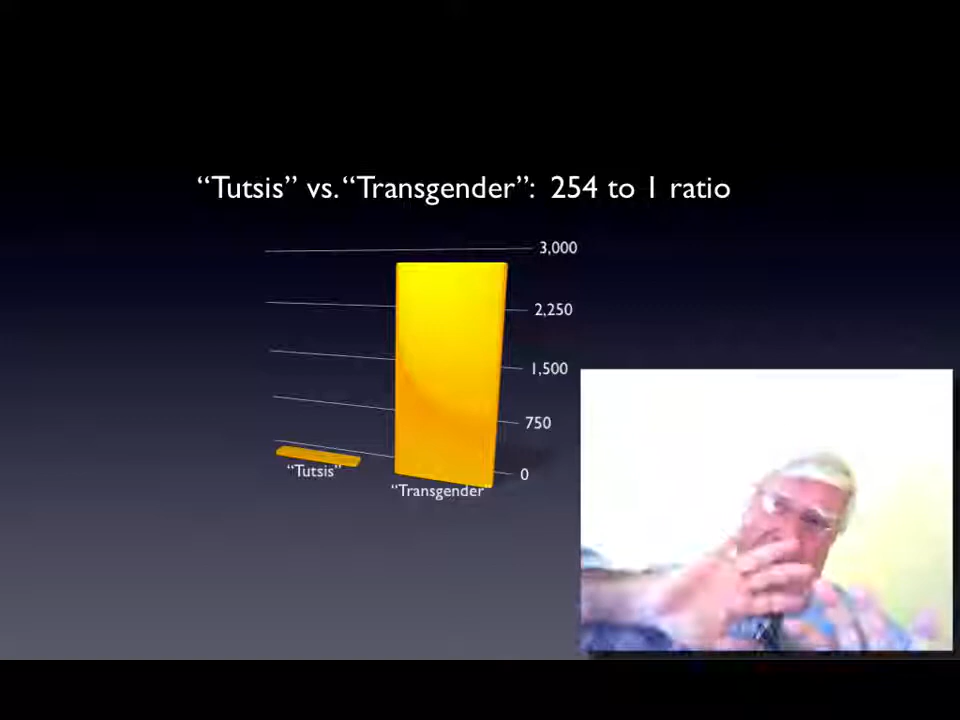 “Tutsis” vs. “Transgender”: 254 to 1 ratio
3,000
2,250
1,500
750
0
“Tutsis”
“Transgender”